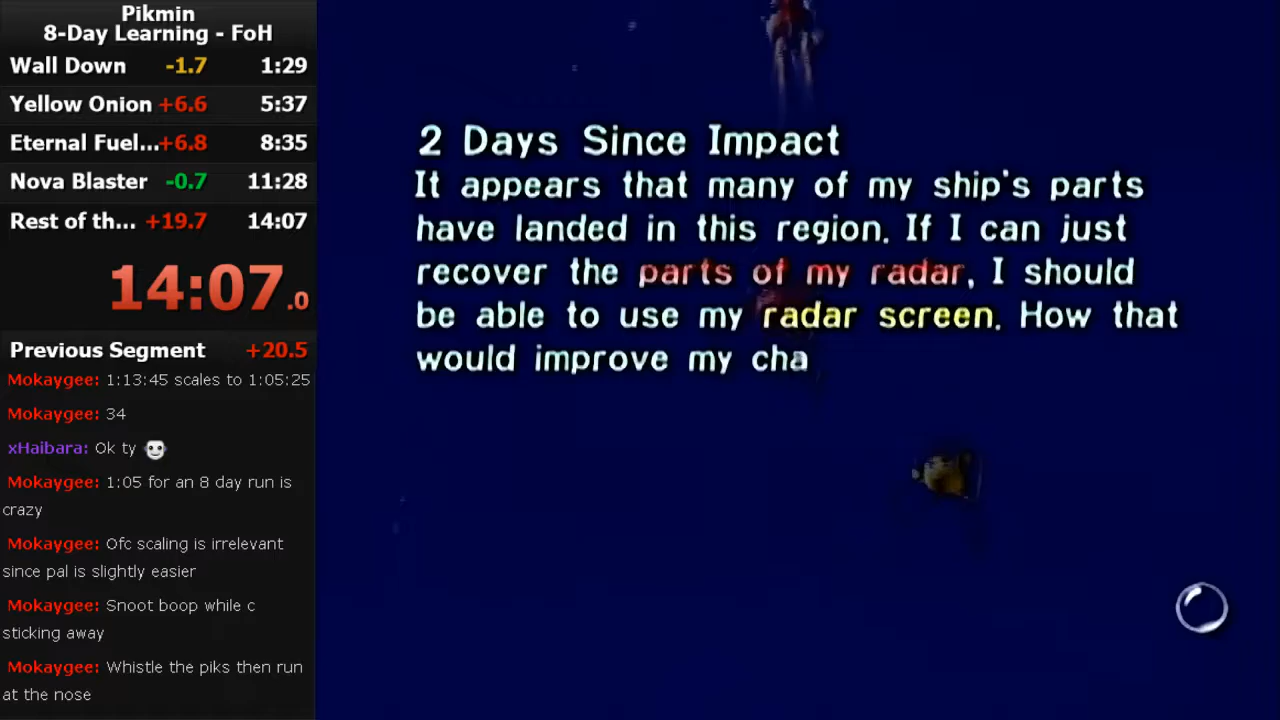 Pikmin
8-Day Learning - FoH
Wall Down -1.7 1:29
Yellow Onion +6.6 5:37
Eternal Fuel... +6.8 8:35
Nova Blaster -0.7 11:28
Rest of th... +19.7 14:07
14:07.0
Previous Segment +20.5
Mokaygee: 1:13:45 scales to 1:05:25
Mokaygee: 34
xHaibara: Ok ty
Mokaygee: 1:05 for an 8 day run is
crazy
Mokaygee: Ofc scaling is irrelevant
since pal is slightly easier
Mokaygee: Snoot boop while c
sticking away
Mokaygee: Whistle the piks then run
at the nose
2 Days Since Impact
It appears that many of my ship's parts
have landed in this region. If I can just
recover the parts of my radar, I should
be able to use my radar screen. How that
would improve my cha